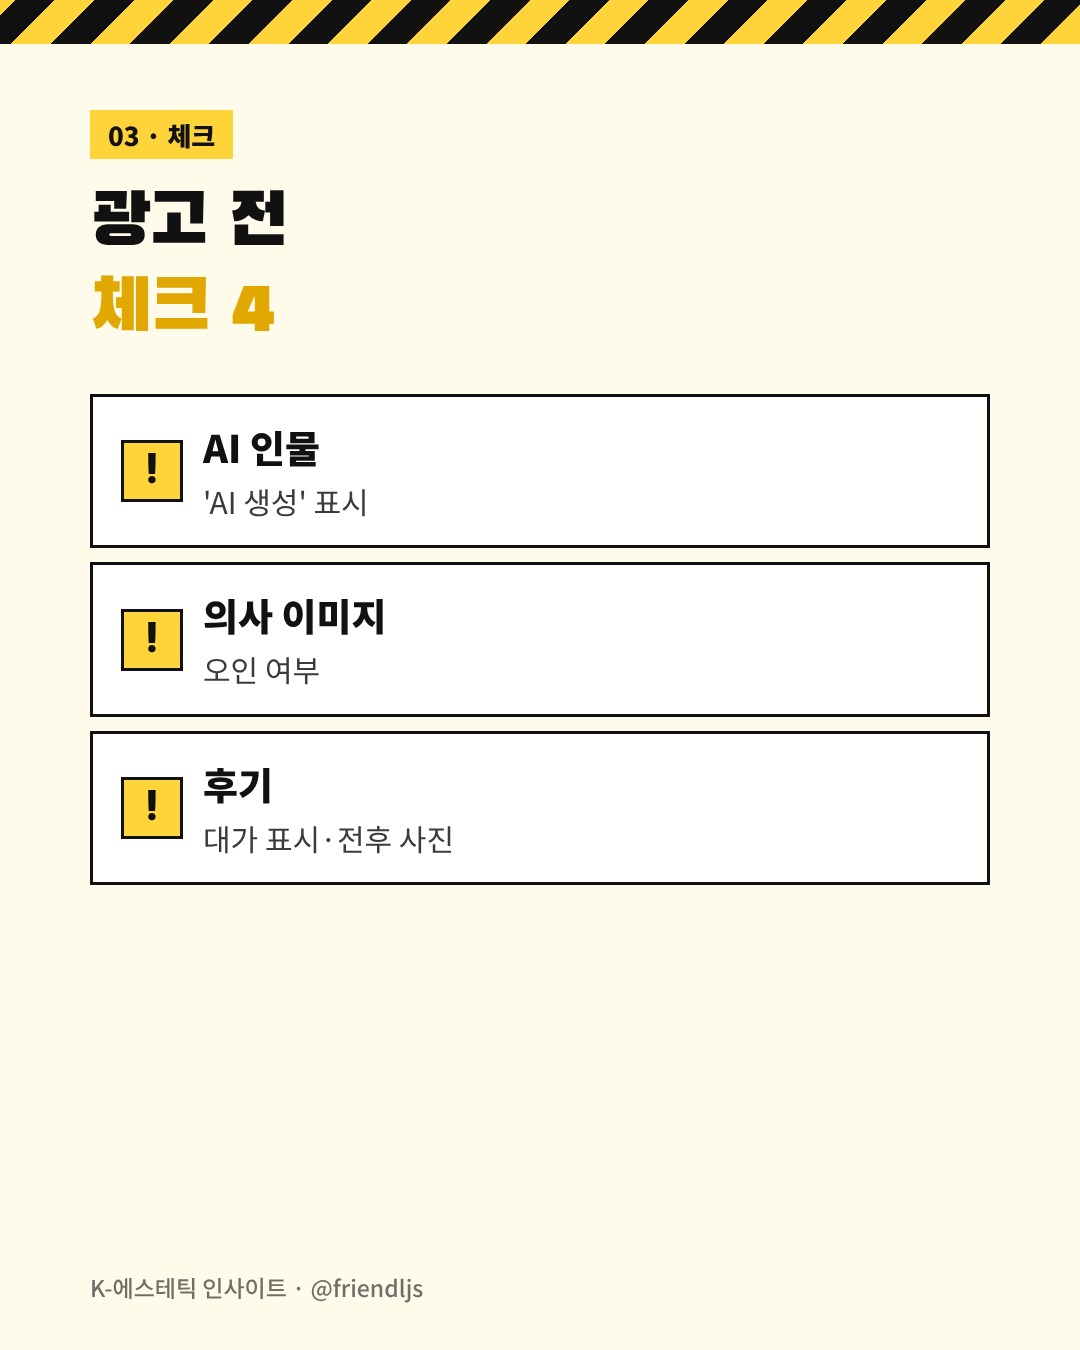 03 · 체크
광고 전
체크 4
!
AI 인물
'AI 생성' 표시
!
의사 이미지
오인 여부
!
후기
대가 표시·전후 사진
K-에스테틱 인사이트 · @friendljs